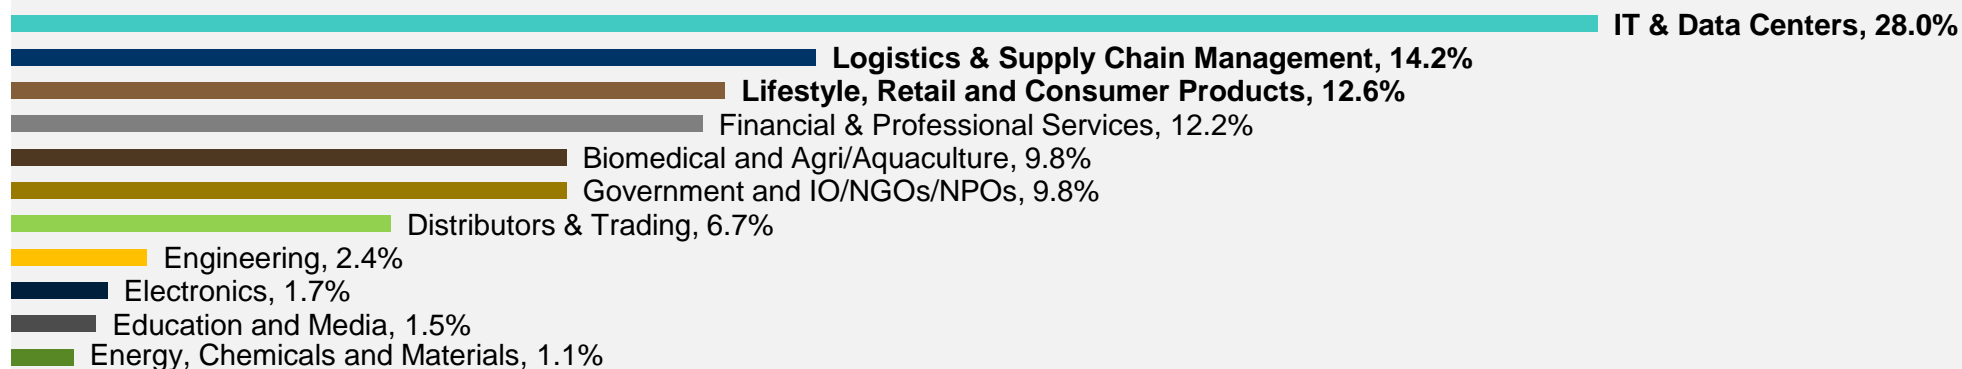 IT & Data Centers, 28.0%
Logistics & Supply Chain Management, 14.2%
Lifestyle, Retail and Consumer Products, 12.6%
Financial & Professional Services, 12.2%
Biomedical and Agri/Aquaculture, 9.8%
Government and IO/NGOs/NPOs, 9.8%
Distributors & Trading, 6.7%
Engineering, 2.4%
Electronics, 1.7%
Education and Media, 1.5%
Energy, Chemicals and Materials, 1.1%